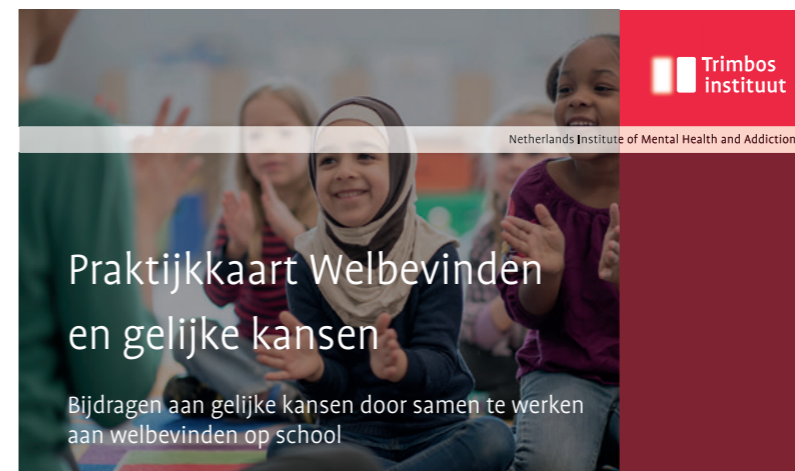 Trimbos
instituut
Netherlands Institute of Mental Health and Addiction
Praktijkkaart Welbevinden
en gelijke kansen
Bijdragen aan gelijke kansen door samen te werken
aan welbevinden op school